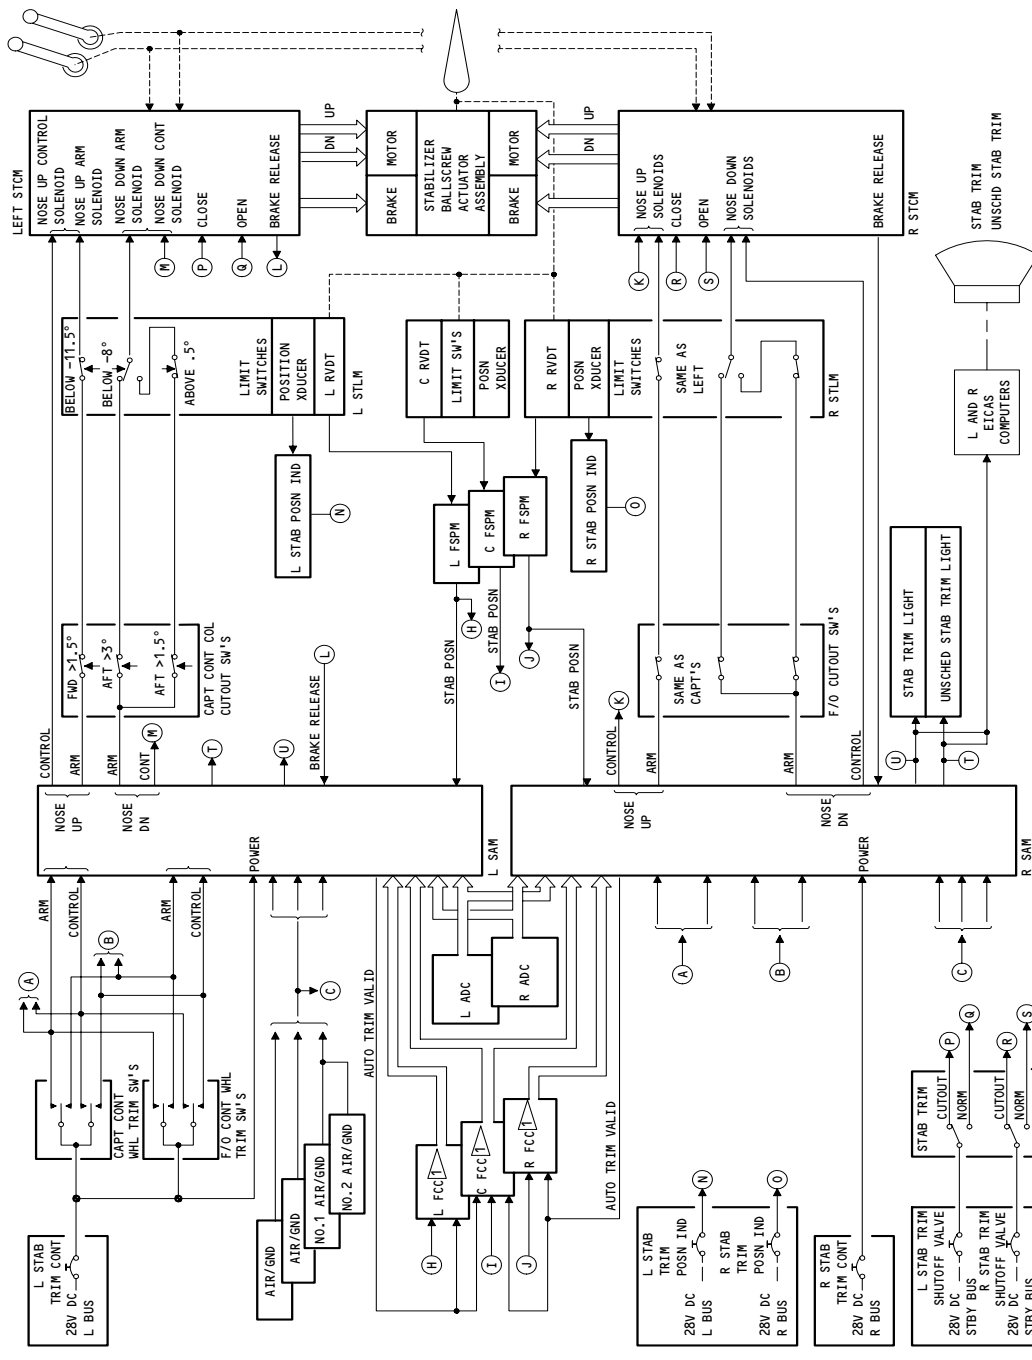 LEFT STCM
NOSE UP CONTROL
SOLENOID
NOSE UP ARM
SOLENOID
NOSE DOWN ARM
SOLENOID
NOSE DOWN CONT
SOLENOID
CLOSE
OPEN
BRAKE RELEASE
M
P
Q
L
UP
DN
MOTOR
BRAKE
STABILIZER
BALLSCREW
ACTUATOR
ASSEMBLY
MOTOR
BRAKE
UP
DN
NOSE UP
SOLENOIDS
CLOSE
OPEN
NOSE DOWN
SOLENOIDS
BRAKE RELEASE
R STCM
K
R
S
STAB TRIM
UNSCHD STAB TRIM
BELOW -11.5°
BELOW -8°
ABOVE .5°
LIMIT
SWITCHES
POSITION
XDUCER
L RVDT
L STLM
C RVDT
LIMIT SW'S
POSN
XDUCER
R RVDT
POSN
XDUCER
LIMIT
SWITCHES
SAME AS
LEFT
R STLM
L AND R
EICAS
COMPUTERS
L STAB POSN IND
N
L FSPM
C FSPM
R FSPM
R STAB POSN IND
O
FWD >1.5°
AFT >3°
AFT >1.5°
CAPT CONT COL
CUTOUT SW'S
STAB POSN
H
STAB POSN
I
J
STAB POSN
SAME AS
CAPT'S
F/O CUTOUT SW'S
STAB TRIM LIGHT
UNSCHED STAB TRIM LIGHT
CONTROL
ARM
ARM
CONT
M
T
U
BRAKE RELEASE
L
CONTROL
K
ARM
ARM
CONTROL
U
T
NOSE
UP
NOSE
DN
POWER
L SAM
NOSE
UP
NOSE
DN
POWER
R SAM
ARM
CONTROL
ARM
CONTROL
A
B
C
AUTO TRIM VALID
L ADC
R ADC
A
B
C
CAPT CONT
WHL TRIM SW'S
F/O CONT WHL
TRIM SW'S
AIR/GND
AIR/GND
NO.1 AIR/GND
NO.2 AIR/GND
L FCC 1
C FCC 1
R FCC 1
H
I
J
AUTO TRIM VALID
N
O
STAB TRIM
CUTOUT
NORM
CUTOUT
NORM
P
Q
R
S
L STAB
TRIM CONT
28V DC
L BUS
L STAB
TRIM
POSN IND
28V DC
L BUS
R STAB
TRIM
POSN IND
28V DC
R BUS
R STAB
TRIM CONT
28V DC
R BUS
L STAB TRIM
SHUTOFF VALVE
28V DC
STBY BUS
R STAB TRIM
SHUTOFF VALVE
28V DC
STBY BUS